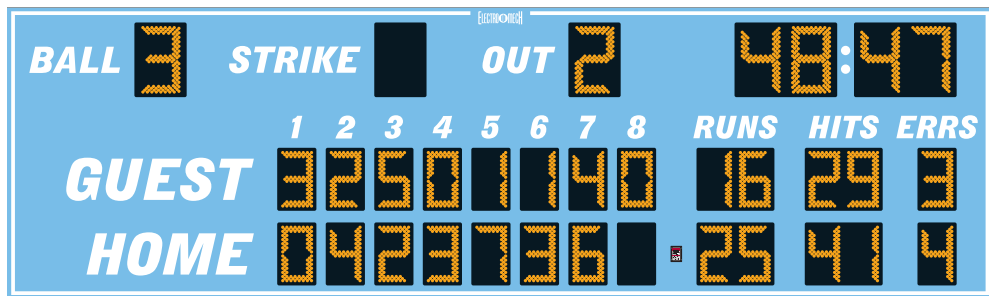 ELECTRO-MECH
BALL 3 STRIKE OUT 2 48:47
1 2 3 4 5 6 7 8 RUNS HITS ERRS
GUEST 3 2 5 0 1 1 4 0 16 29 3
HOME 0 4 2 3 7 3 6 25 41 4